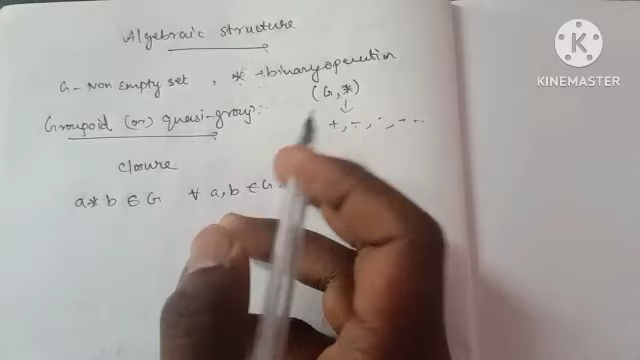 Algebraic structure
G - Non Empty set , * → binary operation
(G, *)
↓
Groupoid (or) quasi-group :-
+, ÷, -, - ..
closure
a * b ∈ G ∀ a, b ∈ G.
K
KINEMASTER